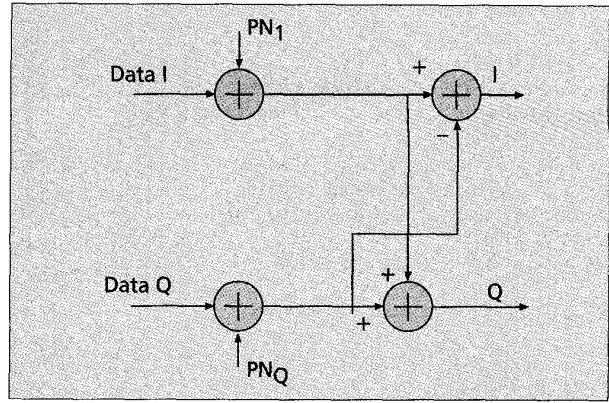 PN1
Data I
+
I
−
Data Q
+
Q
+
PNQ